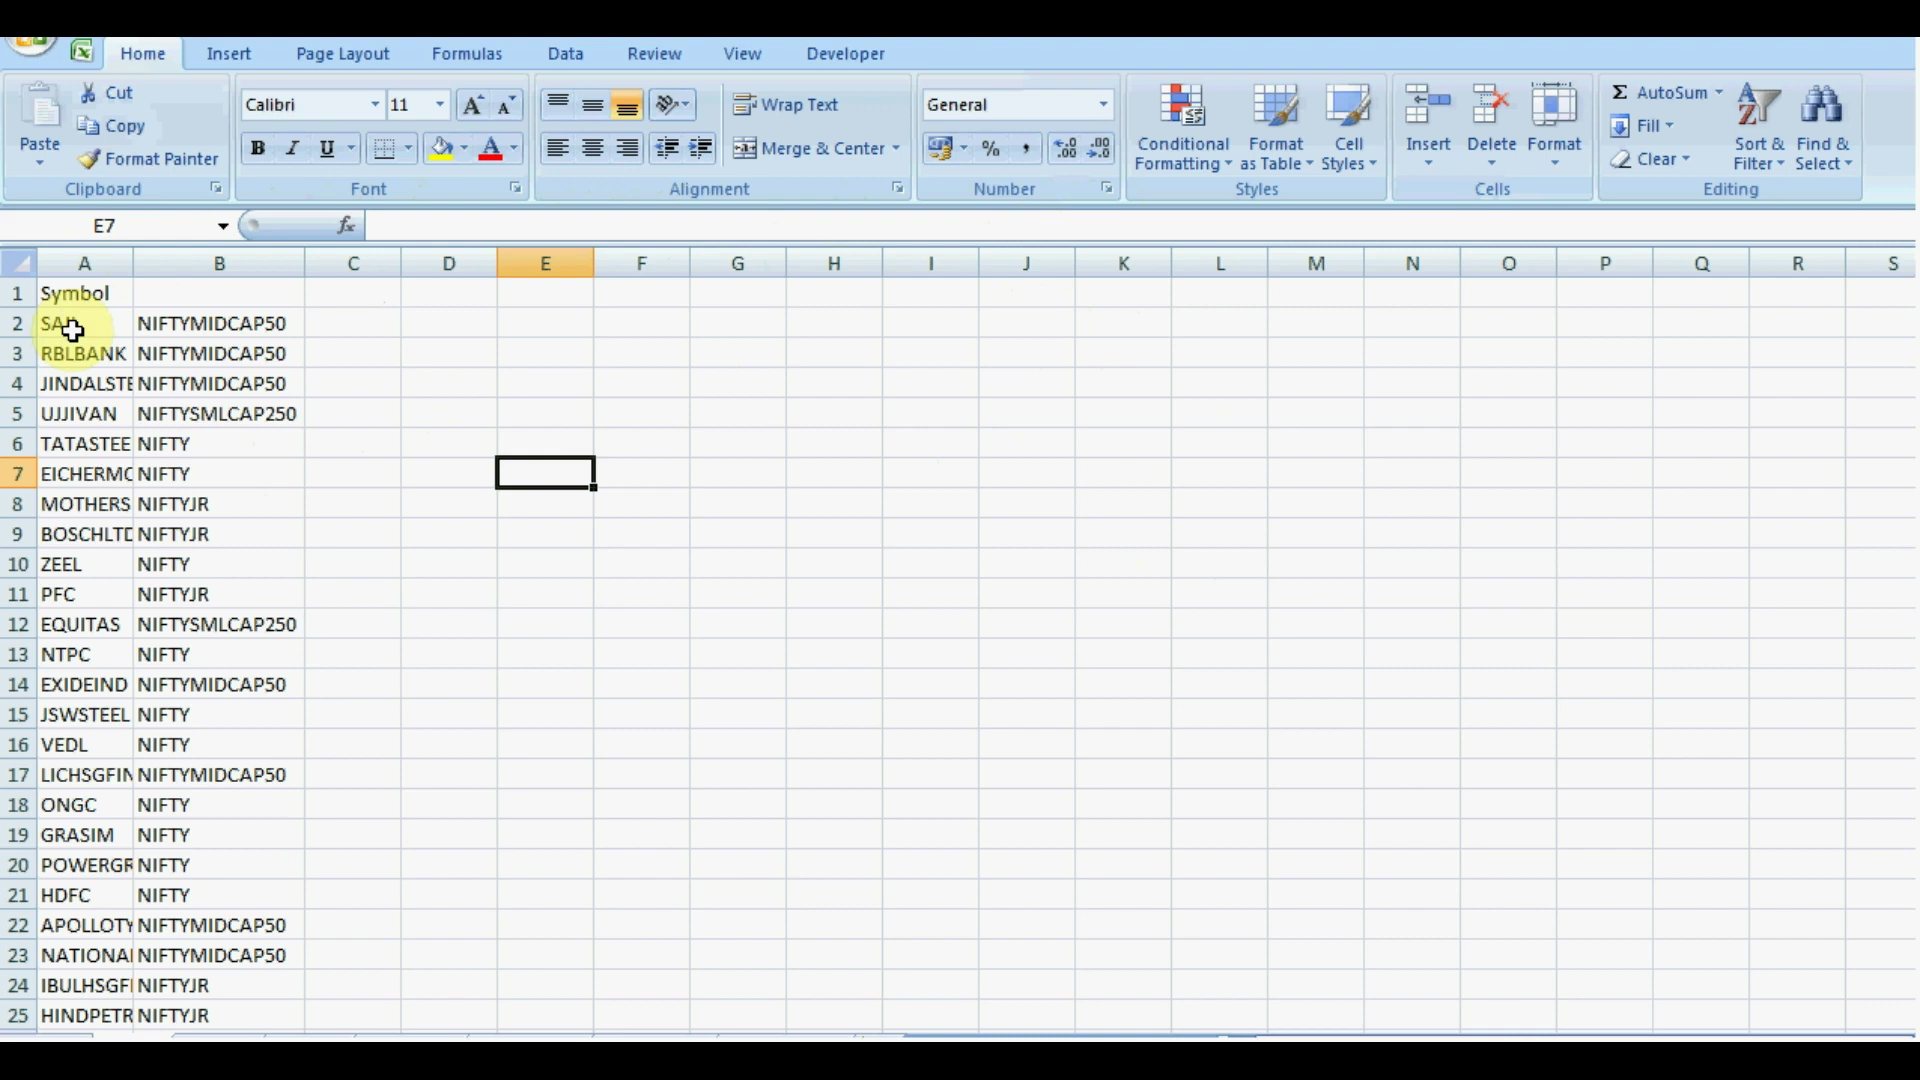 Home Insert Page Layout Formulas Data Review View Developer
Cut
Copy
Format Painter
Paste
Clipboard
Calibri 11 A A
B I U A
Font
Wrap Text
Merge & Center
Alignment
General
% , .0 .00 .00 .0
Number
Conditional Formatting
Format as Table
Cell Styles
Styles
Insert Delete Format
Cells
Σ AutoSum
Fill
Clear
Sort & Filter
Find & Select
Editing
E7 fx
A B C D E F G H I J K L M N O P Q R S
1 Symbol
2 NIFTYMIDCAP50
3 RBLBANK NIFTYMIDCAP50
4 JINDALSTE NIFTYMIDCAP50
5 UJJIVAN NIFTYSMLCAP250
6 TATASTEE NIFTY
7 EICHERMO NIFTY
8 MOTHERS NIFTYJR
9 BOSCHLTD NIFTYJR
10 ZEEL NIFTY
11 PFC NIFTYJR
12 EQUITAS NIFTYSMLCAP250
13 NTPC NIFTY
14 EXIDEIND NIFTYMIDCAP50
15 JSWSTEEL NIFTY
16 VEDL NIFTY
17 LICHSGFIN NIFTYMIDCAP50
18 ONGC NIFTY
19 GRASIM NIFTY
20 POWERGR NIFTY
21 HDFC NIFTY
22 APOLLOTY NIFTYMIDCAP50
23 NATIONAL NIFTYMIDCAP50
24 IBULHSGFI NIFTYJR
25 HINDPETR NIFTYJR